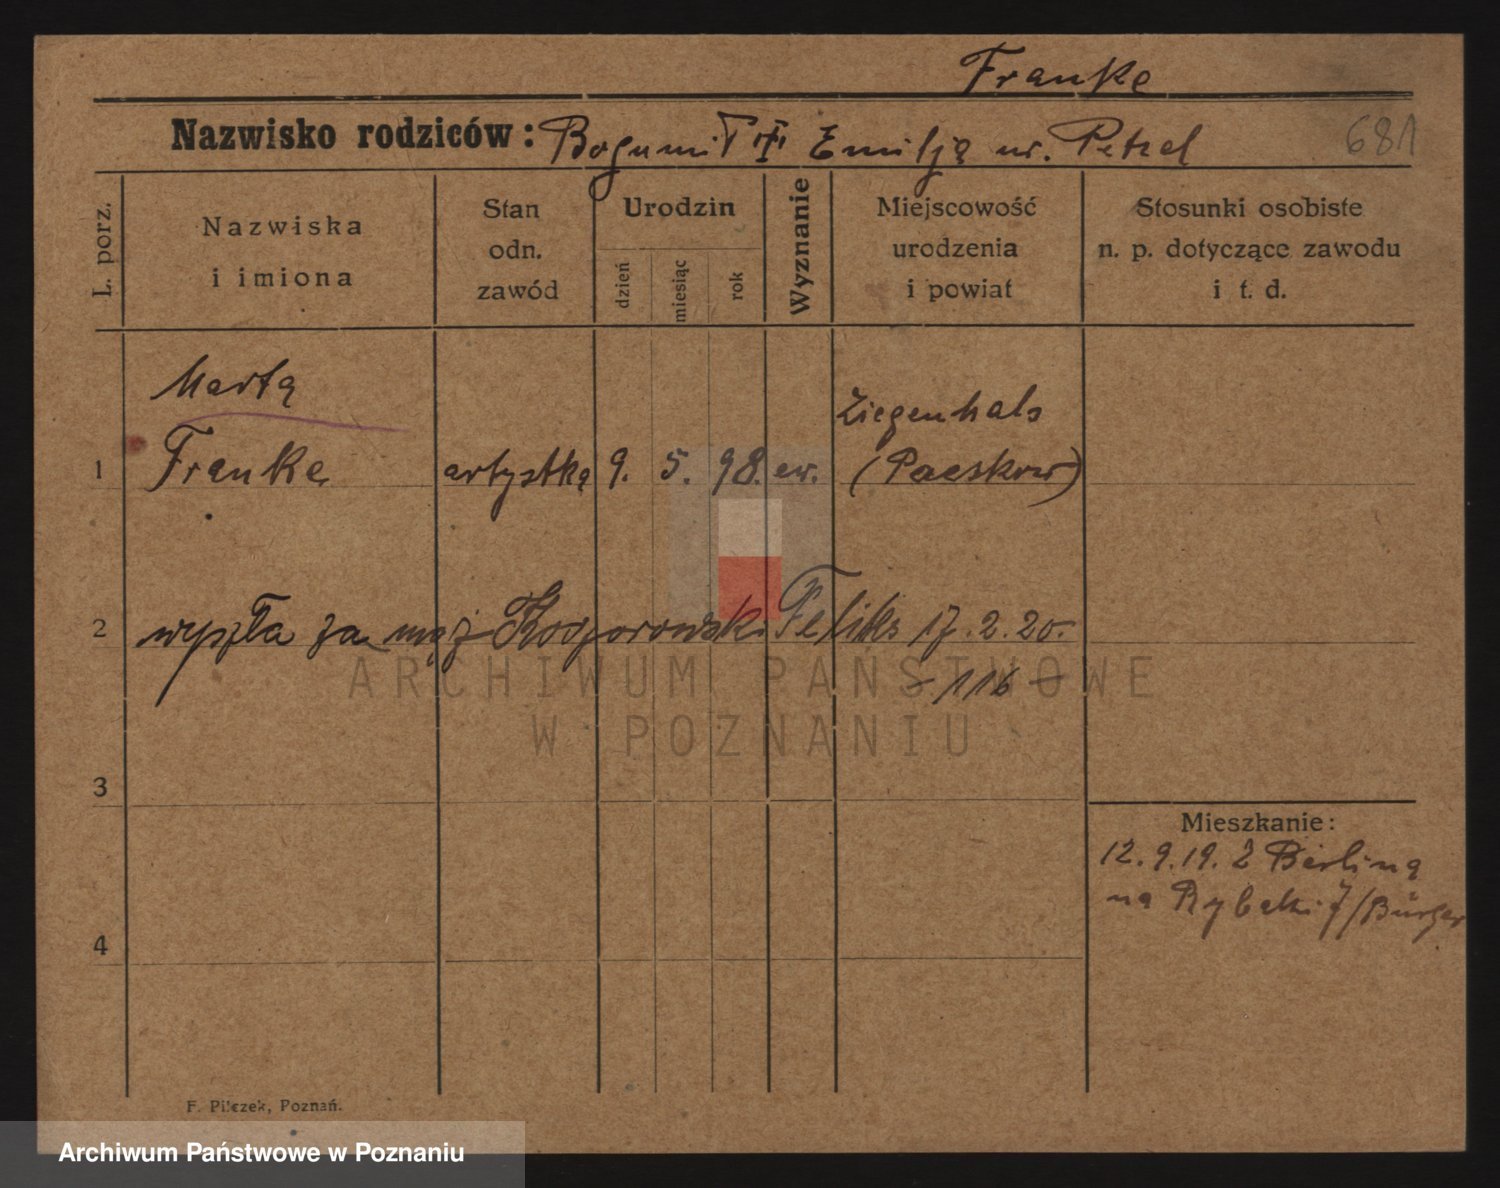 Franke
Nazwisko rodziców: Bogumił Emilja ur. Petzel
681
L. porz.
Nazwiska
i imiona
Stan
odn.
zawód
Urodzin
dzień
miesiąc
rok
Wyznanie
Miejscowość
urodzenia
i powiat
Stosunki osobiste
n. p. dotyczące zawodu
i t. d.
Marta
Ziegenhals
1 Franke artystka 9. 5. 98. ew. (Paeskow)
2 wyszła za mąż Feliks 17.2.20.
- 116 -
ARCHIWUM PAŃSTWOWE
W POZNANIU
3
Mieszkanie:
12.9.19. z Berlina
na Rybaki 7/Bürger
4
F. Pilczek, Poznań.
Archiwum Państwowe w Poznaniu